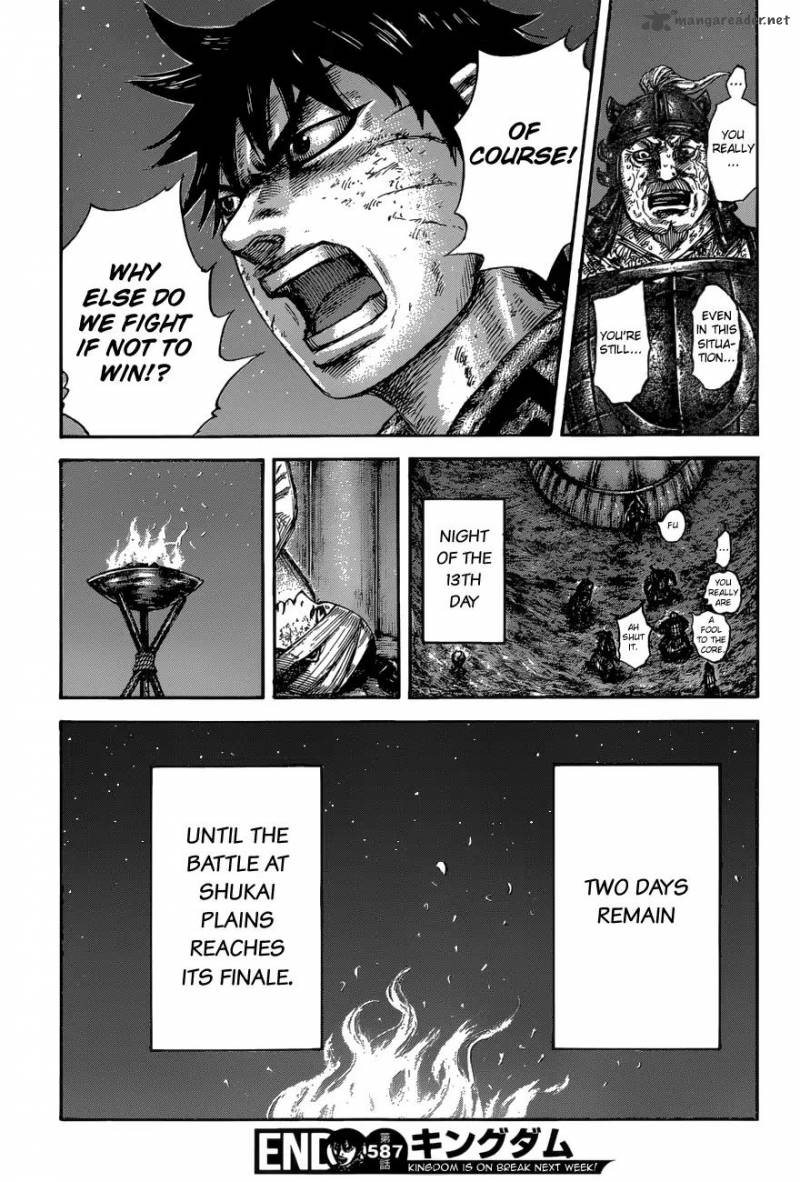 mangareader.net
...
YOU
REALLY
...
EVEN
IN THIS
SITUA-
TION...
YOU'RE
STILL...
OF
COURSE!
WHY
ELSE DO
WE FIGHT
IF NOT TO
WIN!?
FU
...
YOU
REALLY
ARE
A FOOL
TO THE
CORE.
AH
SHUT
IT.
NIGHT
OF THE
13TH
DAY
TWO DAYS
REMAIN
UNTIL THE
BATTLE AT
SHUKAI
PLAINS
REACHES
ITS FINALE.
END 第587話 キングダム
KINGDOM IS ON BREAK NEXT WEEK!